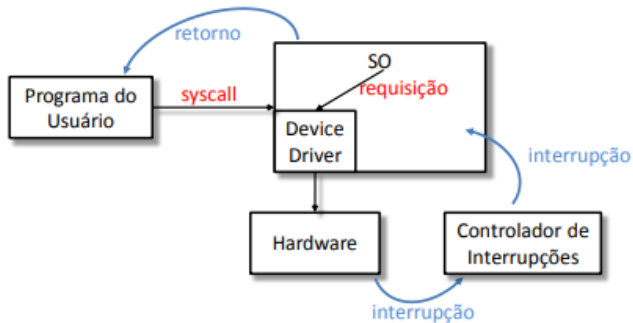 retorno
SO
Programa do
Usuário
syscall
requisição
Device
Driver
interrupção
Hardware
Controlador de
Interrupções
interrupção